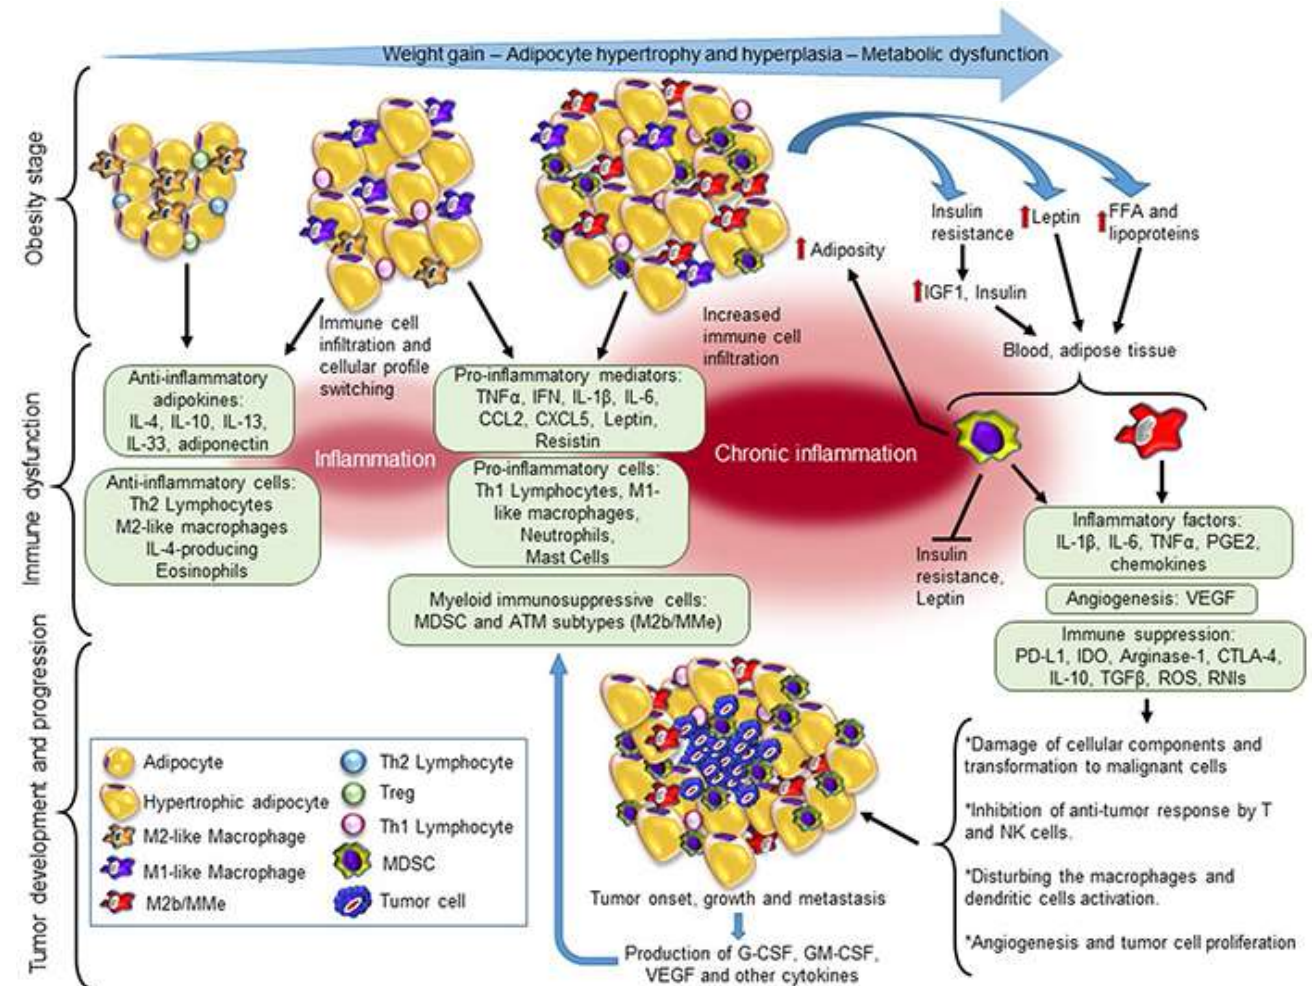 Weight gain – Adipocyte hypertrophy and hyperplasia – Metabolic dysfunction
Obesity stage
Insulin
resistance
Leptin
FFA and
lipoproteins
Adiposity
IGF1, Insulin
Blood, adipose tissue
Immune cell
infiltration and
cellular profile
switching
Increased
immune cell
infiltration
Immune dysfunction
Anti-inflammatory
adipokines:
IL-4, IL-10, IL-13,
IL-33, adiponectin
Anti-inflammatory cells:
Th2 Lymphocytes
M2-like macrophages
IL-4-producing
Eosinophils
Inflammation
Pro-inflammatory mediators:
TNFα, IFN, IL-1β, IL-6,
CCL2, CXCL5, Leptin,
Resistin
Pro-inflammatory cells:
Th1 Lymphocytes, M1-
like macrophages,
Neutrophils,
Mast Cells
Myeloid immunosuppressive cells:
MDSC and ATM subtypes (M2b/MMe)
Chronic inflammation
Insulin
resistance,
Leptin
Inflammatory factors:
IL-1β, IL-6, TNFα, PGE2,
chemokines
Angiogenesis: VEGF
Immune suppression:
PD-L1, IDO, Arginase-1, CTLA-4,
IL-10, TGFβ, ROS, RNIs
Tumor development and progression
Adipocyte
Hypertrophic adipocyte
M2-like Macrophage
M1-like Macrophage
M2b/MMe
Th2 Lymphocyte
Treg
Th1 Lymphocyte
MDSC
Tumor cell
Tumor onset, growth and metastasis
Production of G-CSF, GM-CSF,
VEGF and other cytokines
*Damage of cellular components and
transformation to malignant cells
*Inhibition of anti-tumor response by T
and NK cells.
*Disturbing the macrophages and
dendritic cells activation.
*Angiogenesis and tumor cell proliferation